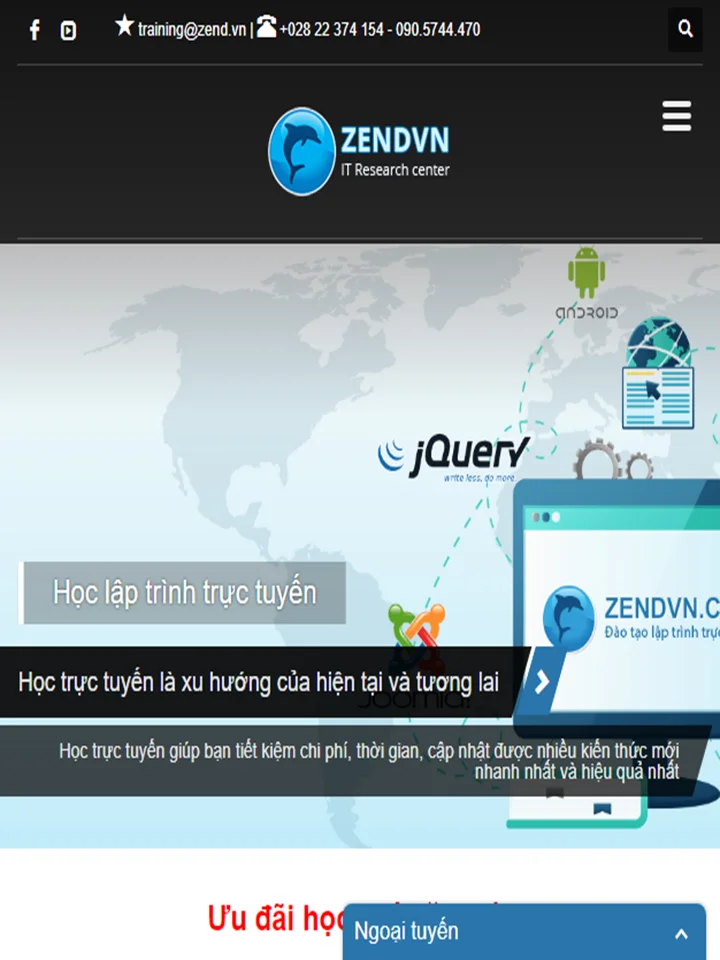 training@zend.vn | +028 22 374 154 - 090.5744.470
ZENDVN
IT Research center
ANDROID
jQuery
write less, do more.
Học lập trình trực tuyến
ZENDVN.C
Đào tạo lập trình trực
Học trực tuyến là xu hướng của hiện tại và tương lai
Joomla!
Học trực tuyến giúp bạn tiết kiệm chi phí, thời gian, cập nhật được nhiều kiến thức mới
nhanh nhất và hiệu quả nhất
Ưu đãi học
Ngoại tuyến